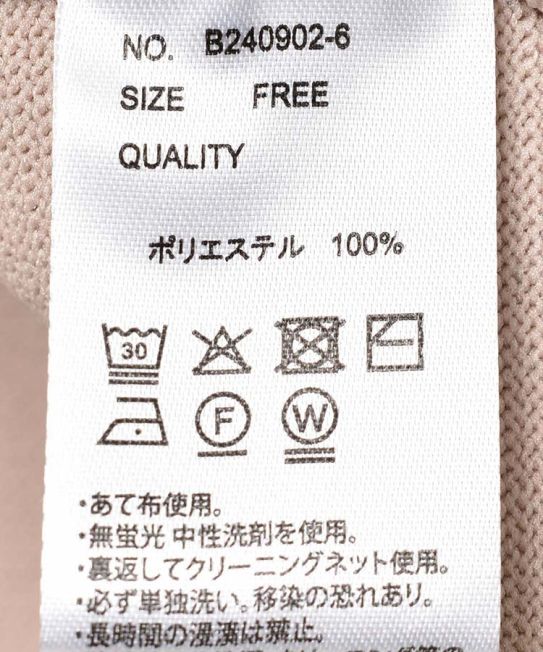 NO. B240902-6
SIZE FREE
QUALITY
ポリエステル 100%
30
F W
・あて布使用。
・無蛍光 中性洗剤を使用。
・裏返してクリーニングネット使用。
・必ず単独洗い。移染の恐れあり。
・長時間の浸漬は禁止。